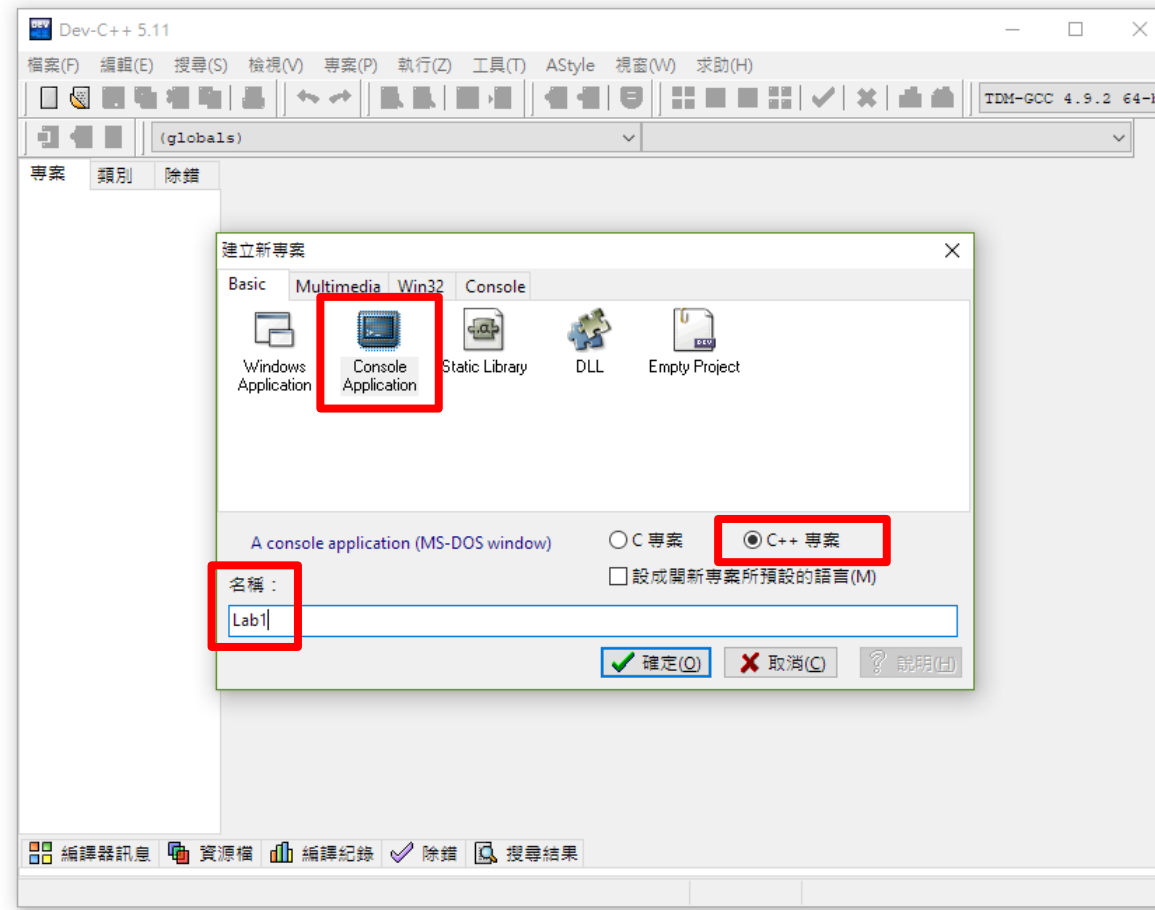 Dev-C++ 5.11
檔案(F) 編輯(E) 搜尋(S) 檢視(V) 專案(P) 執行(Z) 工具(T) AStyle 視窗(W) 求助(H)
TDM-GCC 4.9.2 64-b
(globals)
專案 類別 除錯
建立新專案
Basic Multimedia Win32 Console
Windows Application
Console Application
Static Library
DLL
Empty Project
A console application (MS-DOS window)
C 專案 C++ 專案
設成開新專案所預設的語言(M)
名稱：
Lab1
確定(O) 取消(C) 說明(H)
編譯器訊息 資源檔 編譯紀錄 除錯 搜尋結果